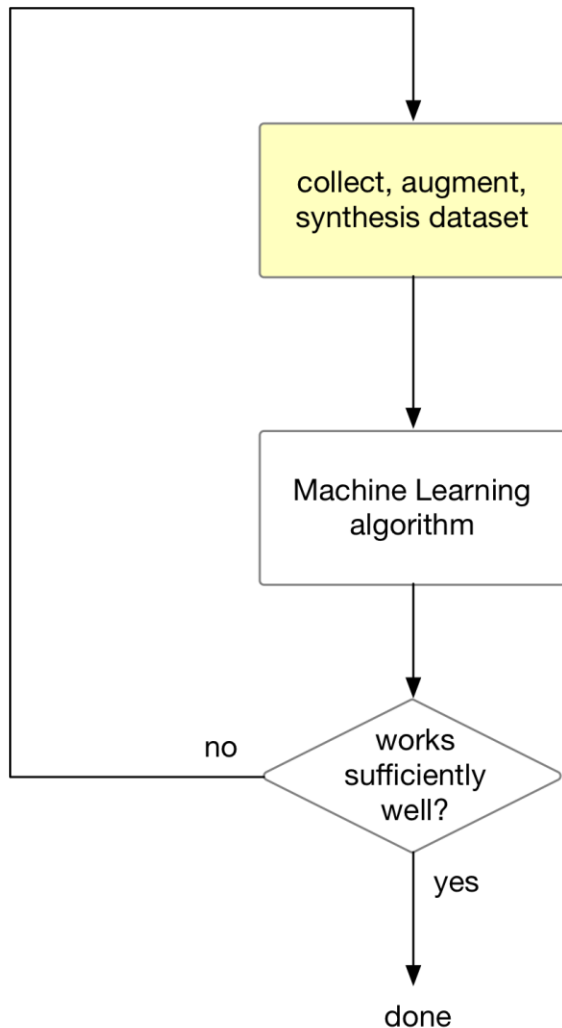 collect, augment,
synthesis dataset
Machine Learning
algorithm
works
sufficiently
well?
no
yes
done